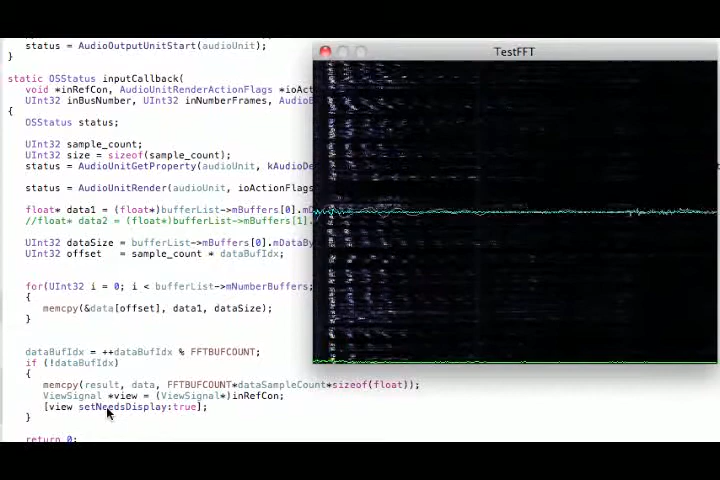 status = AudioOutputUnitStart(audioUnit);
}
TestFFT
static OSStatus inputCallback(
void *inRefCon, AudioUnitRenderActionFlags *ioAct
UInt32 inBusNumber, UInt32 inNumberFrames, AudioB
{
OSStatus status;
UInt32 sample_count;
UInt32 size = sizeof(sample_count);
status = AudioUnitGetProperty(audioUnit, kAudioDe
status = AudioUnitRender(audioUnit, ioActionFlags
float* data1 = (float*)bufferList->mBuffers[0].mD
//float* data2 = (float*)bufferList->mBuffers[1].
UInt32 dataSize = bufferList->mBuffers[0].mDataBy
UInt32 offset = sample_count * dataBufIdx;
for(UInt32 i = 0; i < bufferList->mNumberBuffers;
{
memcpy(&data[offset], data1, dataSize);
}
dataBufIdx = ++dataBufIdx % FFTBUFCOUNT;
if (!dataBufIdx)
{
memcpy(result, data, FFTBUFCOUNT*dataSampleCount*sizeof(float));
ViewSignal *view = (ViewSignal*)inRefCon;
[view setNeedsDisplay:true];
}
return 0;